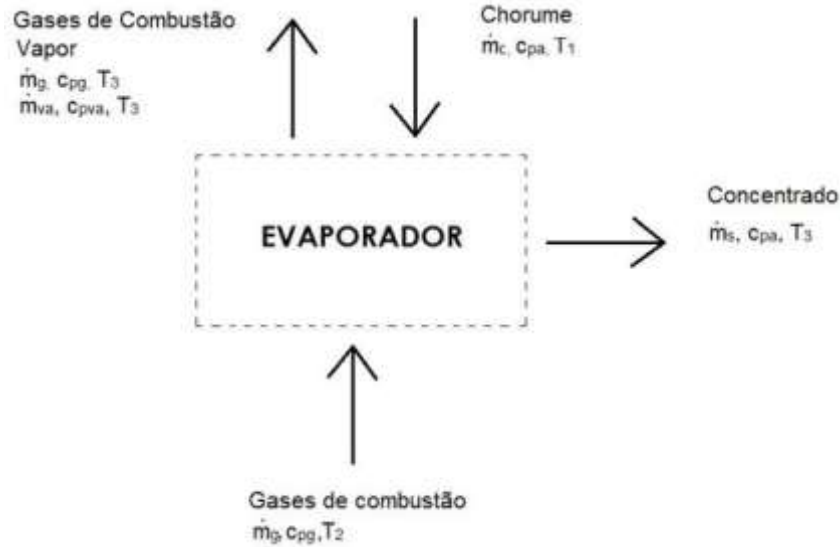 Gases de Combustão
Vapor
ṁg, cpg, T3
ṁva, cpva, T3
Chorume
ṁc, cpa, T1
EVAPORADOR
Concentrado
ṁs, cpa, T3
Gases de combustão
ṁg,cpg,T2